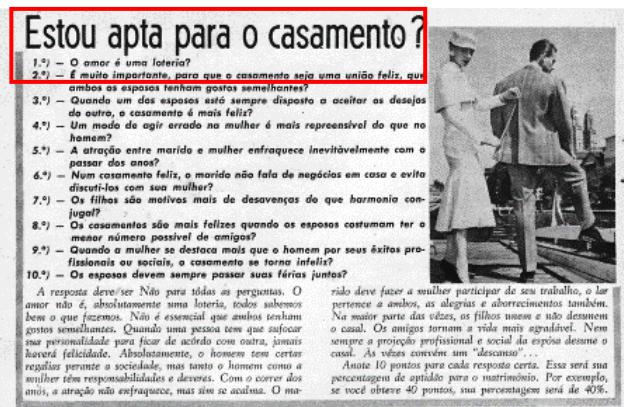 Estou apta para o casamento?
1.º) — O amor é uma loteria?
2.º) — É muito importante, para que o casamento seja uma união feliz, que
ambos os esposos tenham gostos semelhantes?
3.º) — Quando um dos esposos está sempre disposto a aceitar os desejos
do outro, o casamento é mais feliz?
4.º) — Um modo de agir errado na mulher é mais repreensível do que no
homem?
5.º) — A atração entre marido e mulher enfraquece inevitàvelmente com o
passar dos anos?
6.º) — Num casamento feliz, o marido não fala de negócios em casa e evita
discuti-los com sua mulher?
7.º) — Os filhos são motivos mais de desavenças do que harmonia con-
jugal?
8.º) — Os casamentos são mais felizes quando os esposos costumam ter o
menor número possível de amigos?
9.º) — Quando a mulher se destaca mais que o homem por seus êxitos pro-
fissionais ou sociais, o casamento se torna infeliz?
10.º) — Os esposos devem sempre passar suas férias juntos?
A resposta deve ser Não para tôdas as perguntas. O
amor não é, absolutamente uma loteria, todos sabemos
bem o que fazemos. Não é essencial que ambos tenham
gostos semelhantes. Quando uma pessoa tem que sufocar
sua personalidade para ficar de acôrdo com outra, jamais
haverá felicidade. Absolutamente, o homem tem certas
regalias perante a sociedade, mas tanto o homem como a
mulher têm responsabilidades e deveres. Com o correr dos
anos, a atração não enfraquece, mas sim se acalma. O ma-
rido deve fazer a mulher participar de seu trabalho, o lar
pertence a ambos, as alegrias e aborrecimentos também.
Na maior parte das vêzes, os filhos unem e não desunem
o casal. Os amigos tornam a vida mais agradável. Nem
sempre a projeção profissional e social da espôsa desune o
casal. Às vêzes convém um "descanso"...
Anote 10 pontos para cada resposta certa. Essa será sua
percentagem de aptidão para o matrimônio. Por exemplo,
se você obteve 40 pontos, sua percentagem será de 40%.